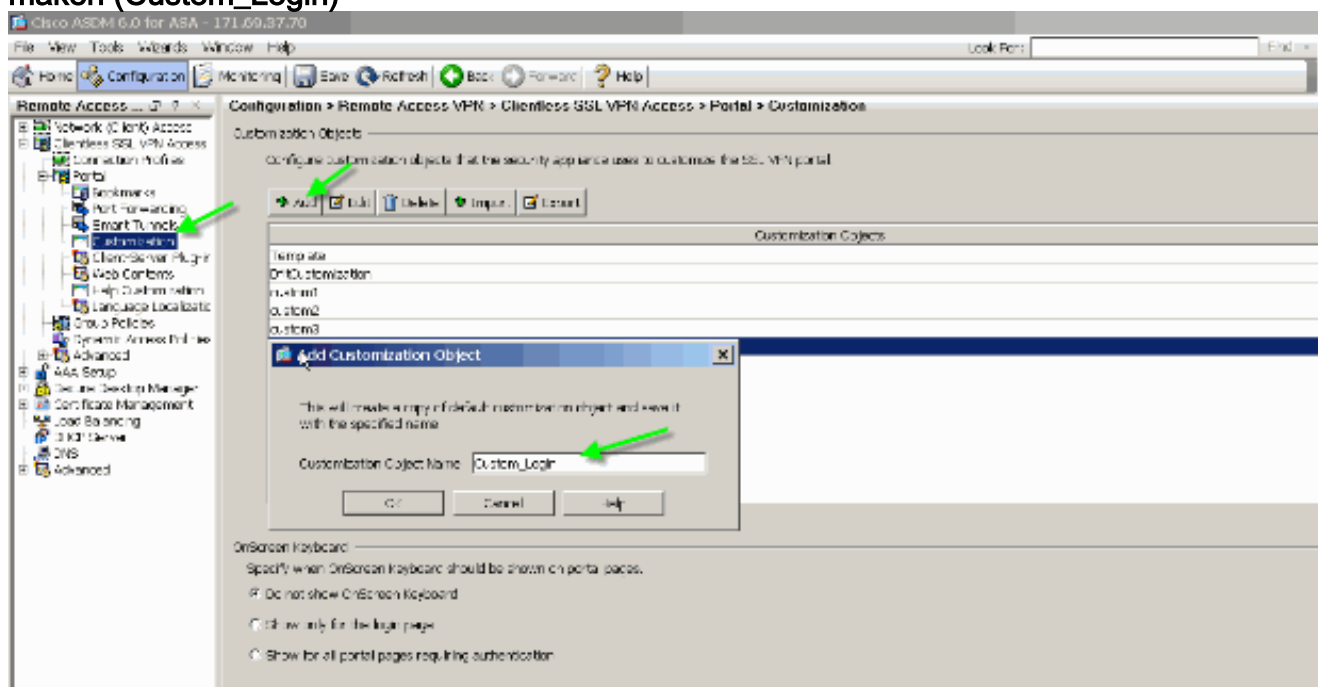 maken (Custom_Login)
Cisco ASDM 6.0 for ASA - 171.69.37.70
File View Tools Wizards Window Help
Look For:
Home Configuration Monitoring Save Refresh Back Forward Help
Remote Access
Configuration > Remote Access VPN > Clientless SSL VPN Access > Portal > Customization
Network (Client) Access
Clientless SSL VPN Access
Connection Profiles
Portal
Bookmarks
Port Forwarding
Smart Tunnels
Customization
Client-Server Plug-in
Web Contents
Help Customization
Language Localizatic
Group Policies
Dynamic Access Policies
Advanced
AAA Setup
Secure Desktop Manager
Certificate Management
Load Balancing
DHCP Server
DNS
Advanced
Customization Objects
Configure customization objects that the security appliance uses to customize the SSL VPN portal.
Add Edit Delete Import Export
Customization Objects
Template
DfltCustomization
custom1
custom2
custom3
Add Customization Object
This will create a copy of default customization object and save it
with the specified name
Customization Object Name Custom_Login
OK Cancel Help
OnScreen Keyboard
Specify when OnScreen Keyboard should be shown on portal pages.
Do not show OnScreen Keyboard
Show only for the login page
Show for all portal pages requiring authentication